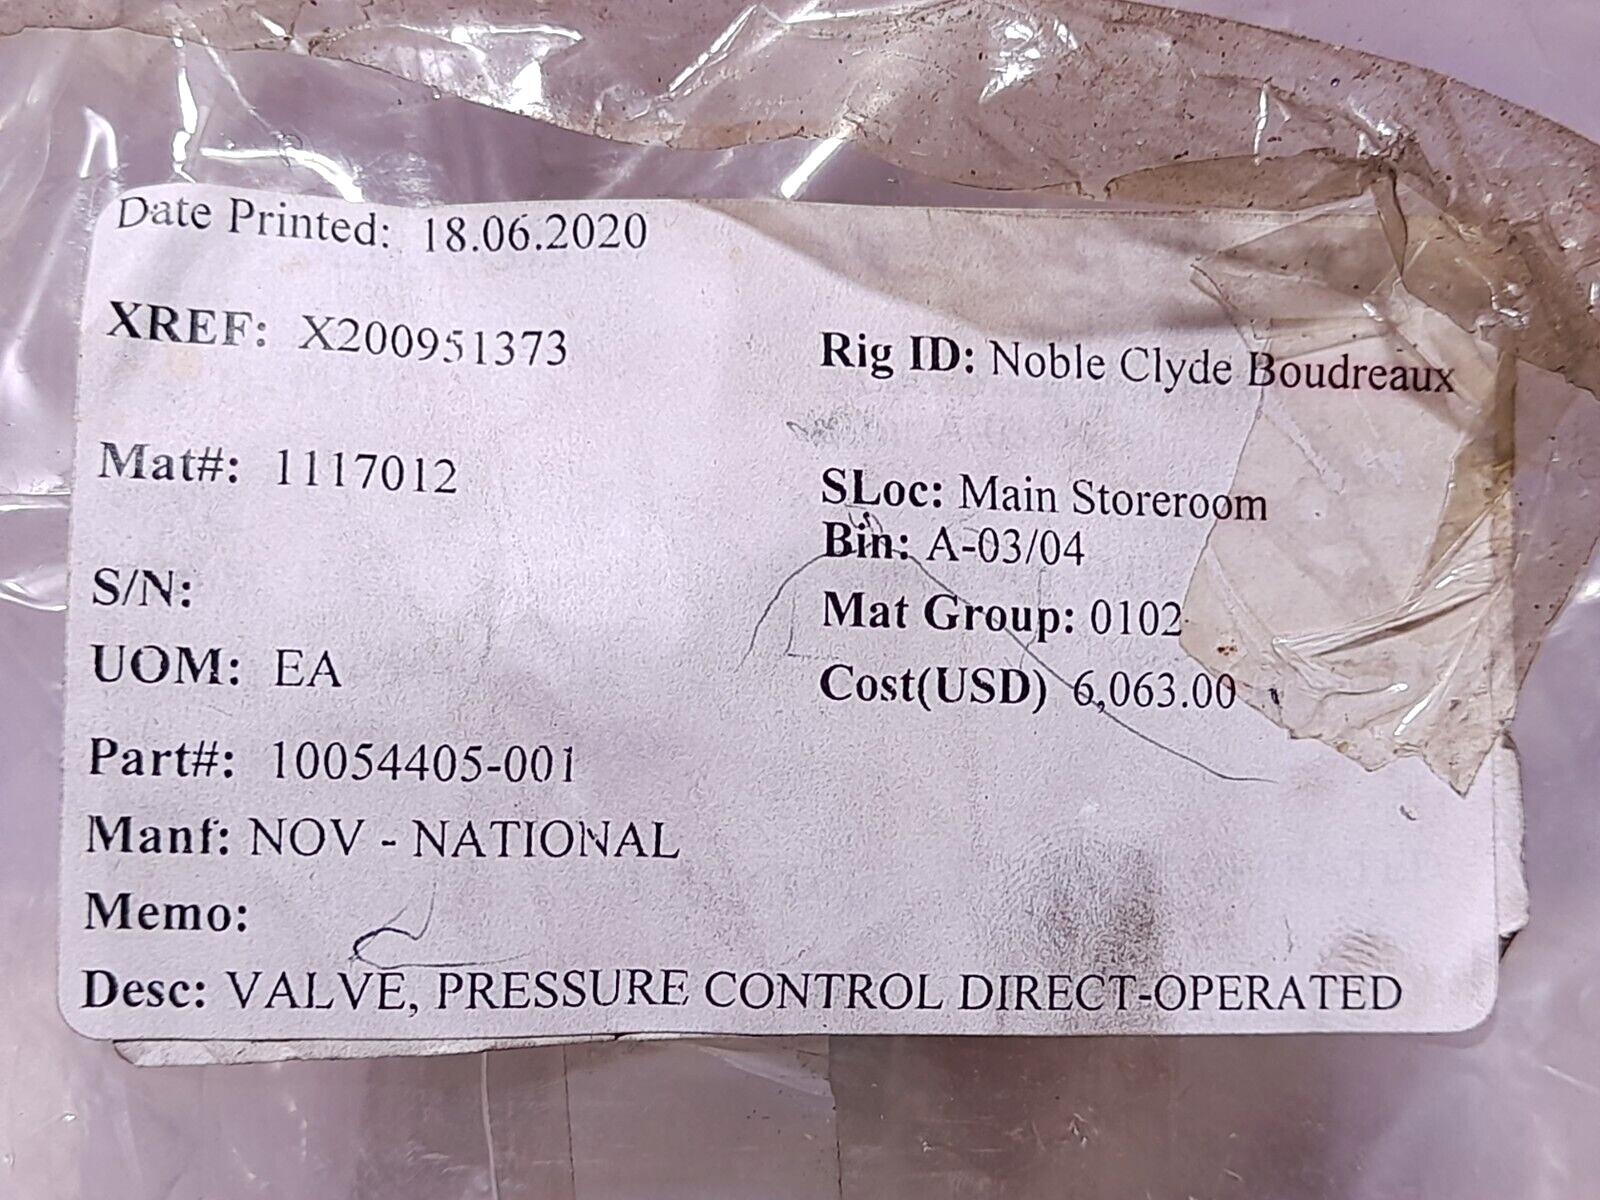 Date Printed: 18.06.2020
XREF: X200951373
Rig ID: Noble Clyde Boudreaux
Mat#: 1117012
SLoc: Main Storeroom
Bin: A-03/04
S/N:
Mat Group: 0102
UOM: EA
Cost(USD) 6,063.00
Part#: 10054405-001
Manf: NOV - NATIONAL
Memo:
Desc: VALVE, PRESSURE CONTROL DIRECT-OPERATED